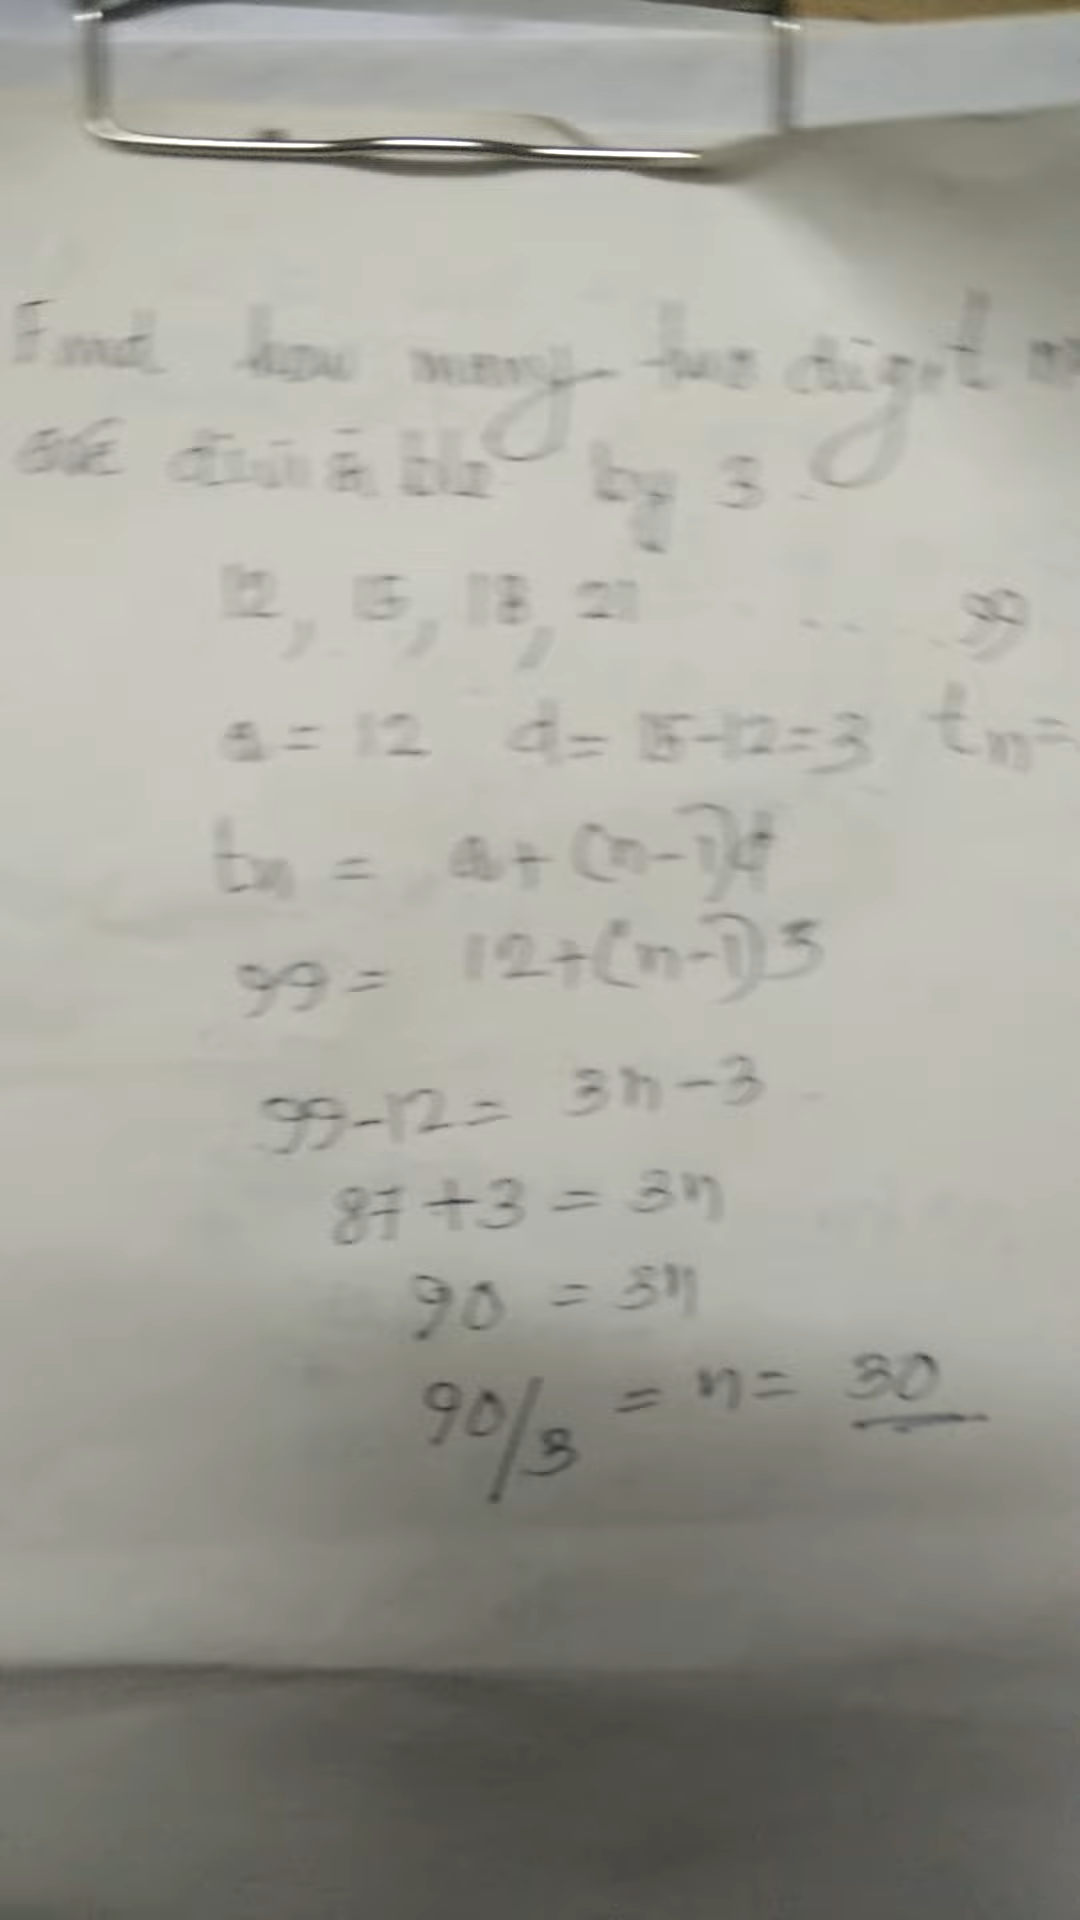 Find how many two digit
are divisible by 3.
12, 15, 18, 21 ..... 99
a = 12 d = 15-12=3 tn=
tn = a+(n-1)d
99 = 12+(n-1)3
99-12 = 3n-3
87+3 = 3n
90 = 3n
90/3 = n = 30